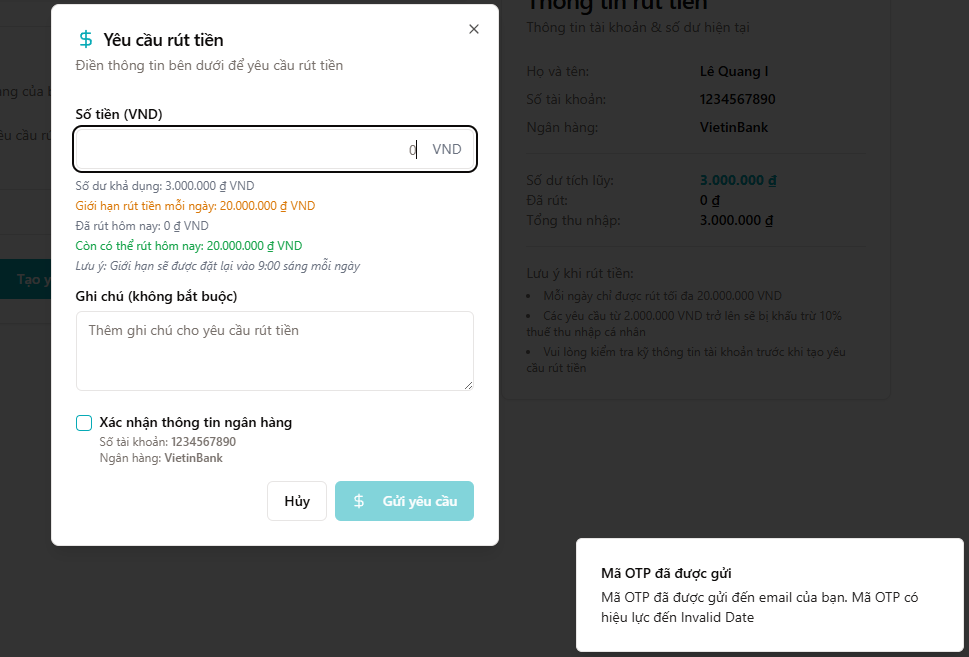 Yêu cầu rút tiền
Điền thông tin bên dưới để yêu cầu rút tiền
Số tiền (VND)
0 VND
Số dư khả dụng: 3.000.000 ₫ VND
Giới hạn rút tiền mỗi ngày: 20.000.000 ₫ VND
Đã rút hôm nay: 0 ₫ VND
Còn có thể rút hôm nay: 20.000.000 ₫ VND
Lưu ý: Giới hạn sẽ được đặt lại vào 9:00 sáng mỗi ngày
Ghi chú (không bắt buộc)
Thêm ghi chú cho yêu cầu rút tiền
Xác nhận thông tin ngân hàng
Số tài khoản: 1234567890
Ngân hàng: VietinBank
Hủy
$ Gửi yêu cầu
Thông tin rút tiền
Thông tin tài khoản & số dư hiện tại
Họ và tên: Lê Quang I
Số tài khoản: 1234567890
Ngân hàng: VietinBank
Số dư tích lũy: 3.000.000 ₫
Đã rút: 0 ₫
Tổng thu nhập: 3.000.000 ₫
Lưu ý khi rút tiền:
• Mỗi ngày chỉ được rút tối đa 20.000.000 VND
• Các yêu cầu từ 2.000.000 VND trở lên sẽ bị khấu trừ 10%
thuế thu nhập cá nhân
• Vui lòng kiểm tra kỹ thông tin tài khoản trước khi tạo yêu
cầu rút tiền
Tạo y
Mã OTP đã được gửi
Mã OTP đã được gửi đến email của bạn. Mã OTP có
hiệu lực đến Invalid Date